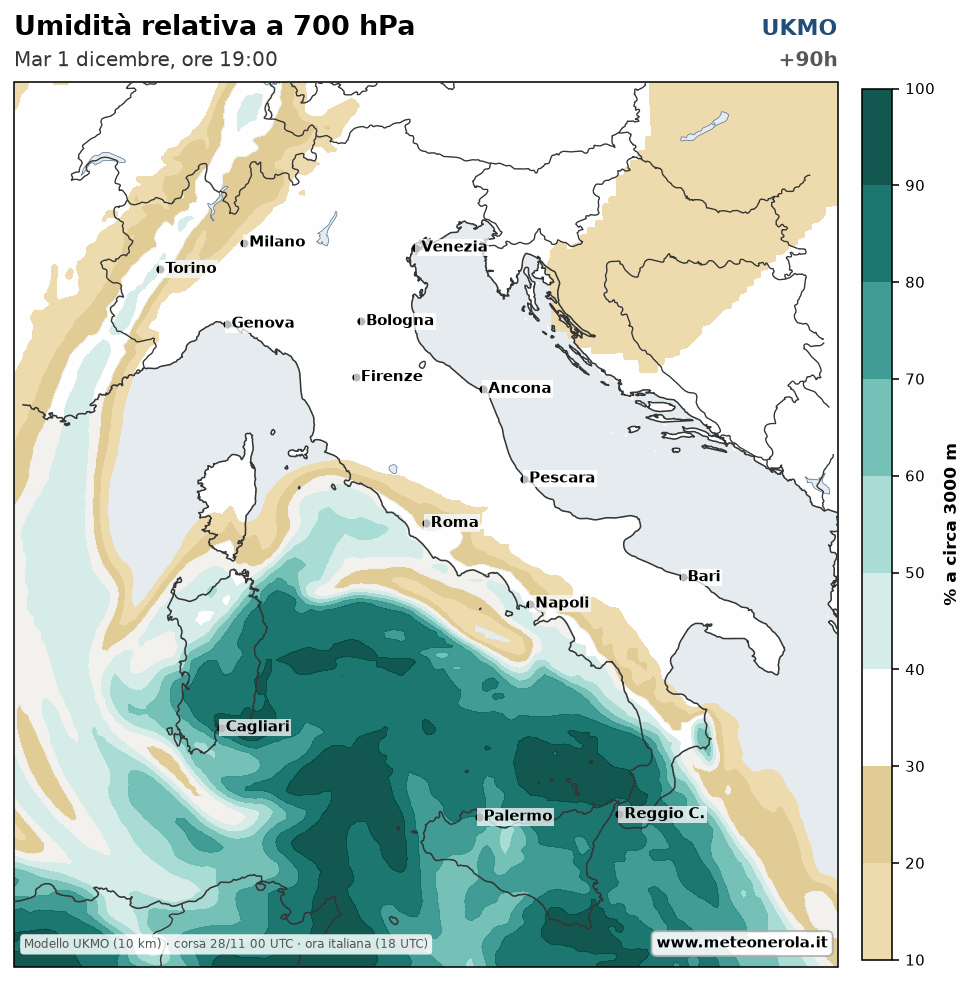 Umidità relativa a 700 hPa
UKMO
Mar 1 dicembre, ore 19:00
+90h
100
90
80
70
60
50
40
30
20
10
% a circa 3000 m
Milano
Venezia
Torino
Genova
Bologna
Firenze
Ancona
Pescara
Roma
Bari
Napoli
Cagliari
Palermo
Reggio C.
Modello UKMO (10 km) · corsa 28/11 00 UTC · ora italiana (18 UTC)
www.meteonerola.it